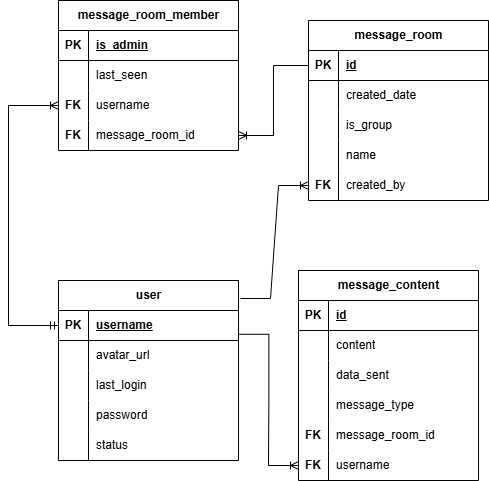 message_room_member
PK is_admin
last_seen
FK username
FK message_room_id
message_room
PK id
created_date
is_group
name
FK created_by
user
PK username
avatar_url
last_login
password
status
message_content
PK id
content
data_sent
message_type
FK message_room_id
FK username